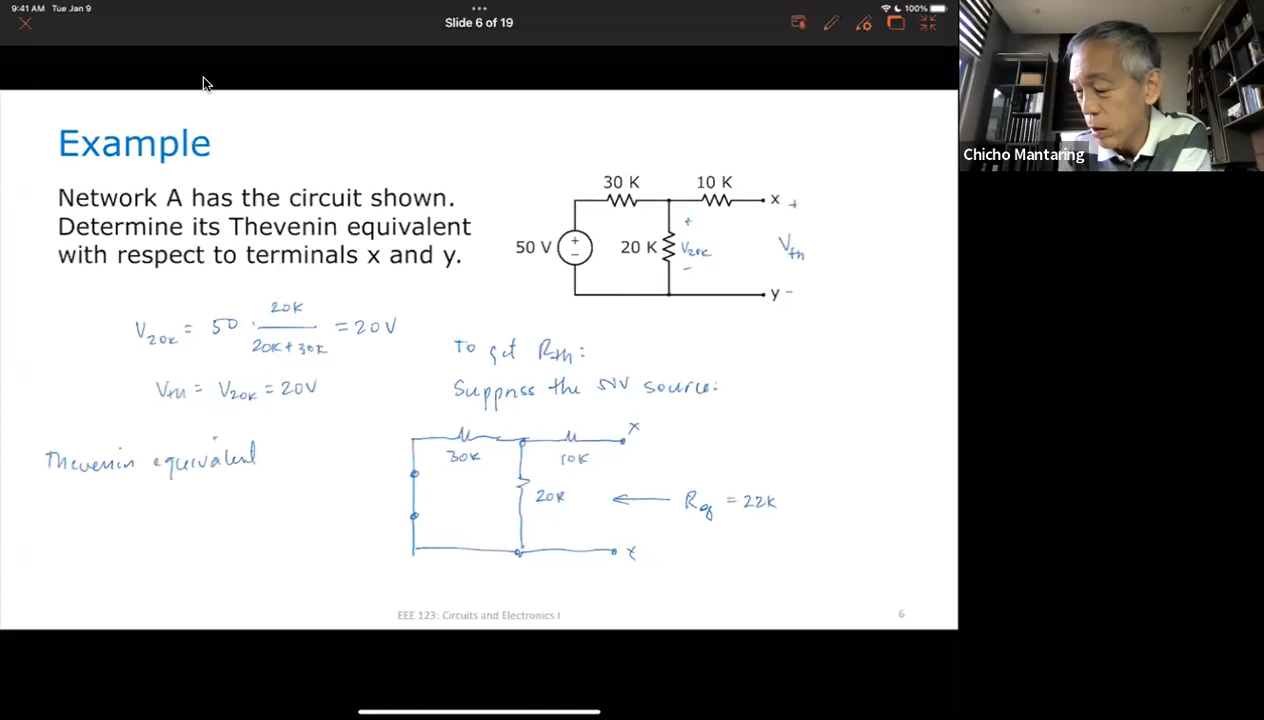 9:41 AM Tue Jan 9
100%
Slide 6 of 19
Chicho Mantaring
Example
Network A has the circuit shown.
Determine its Thevenin equivalent
with respect to terminals x and y.
30 K
10 K
x +
50 V
+
−
20 K
+
V20K
−
Vth
y −
V20K = 50 · 20K / 20K + 30K = 20V
Vth = V20K = 20V
To get Rth:
Suppress the source:
Thevenin equivalent
30K
10K
x
20K
Req = 22K
EEE 123: Circuits and Electronics I
6